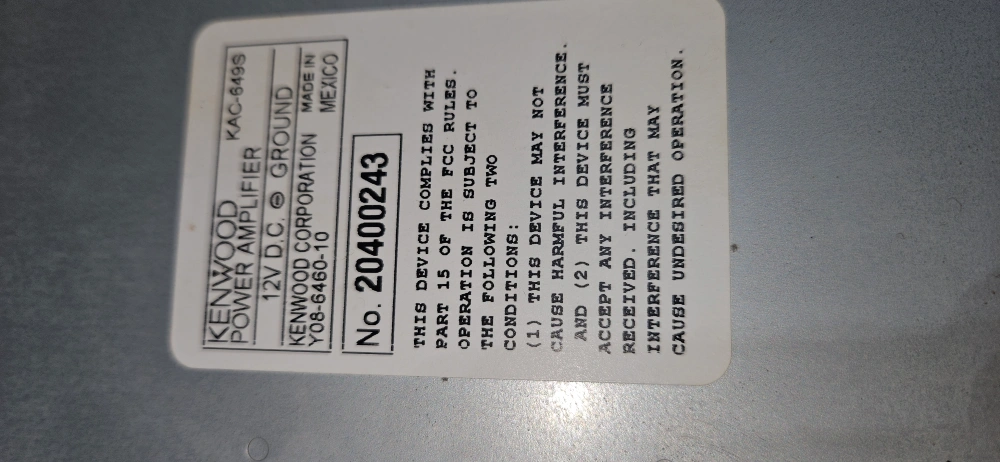 KENWOOD
POWER AMPLIFIER KAC-649S
12V D.C. ⊖ GROUND
KENWOOD CORPORATION MADE IN
Y08-6460-10 MEXICO
No. 20400243
THIS DEVICE COMPLIES WITH
PART 15 OF THE FCC RULES.
OPERATION IS SUBJECT TO
THE FOLLOWING TWO
CONDITIONS:
(1) THIS DEVICE MAY NOT
CAUSE HARMFUL INTERFERENCE.
AND (2) THIS DEVICE MUST
ACCEPT ANY INTERFERENCE
RECEIVED. INCLUDING
INTERFERENCE THAT MAY
CAUSE UNDESIRED OPERATION.